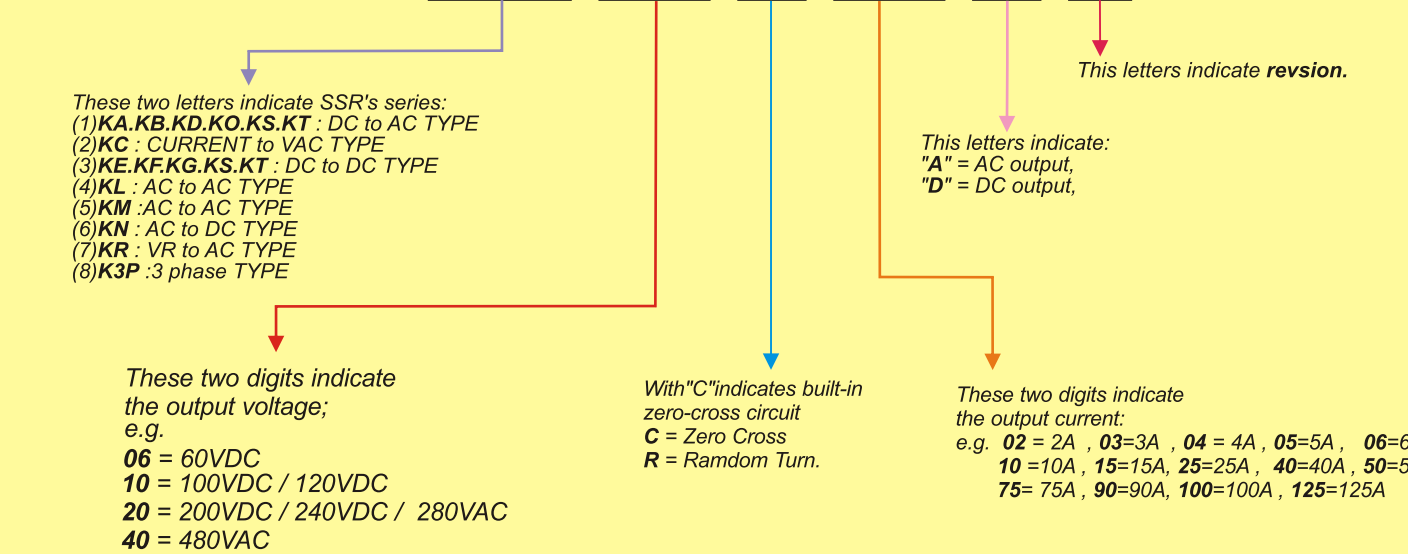 This letters indicate revsion.
These two letters indicate SSR's series:
(1)KA.KB.KD.KO.KS.KT : DC to AC TYPE
(2)KC : CURRENT to VAC TYPE
(3)KE.KF.KG.KS.KT : DC to DC TYPE
(4)KL : AC to AC TYPE
(5)KM :AC to AC TYPE
(6)KN : AC to DC TYPE
(7)KR : VR to AC TYPE
(8)K3P :3 phase TYPE
This letters indicate:
"A" = AC output,
"D" = DC output,
These two digits indicate
the output voltage;
e.g.
06 = 60VDC
10 = 100VDC / 120VDC
20 = 200VDC / 240VDC / 280VAC
40 = 480VAC
With"C"indicates built-in
zero-cross circuit
C = Zero Cross
R = Ramdom Turn.
These two digits indicate
the output current:
e.g. 02 = 2A , 03=3A , 04 = 4A , 05=5A , 06=6
10 =10A , 15=15A, 25=25A , 40=40A , 50=5
75= 75A , 90=90A, 100=100A , 125=125A